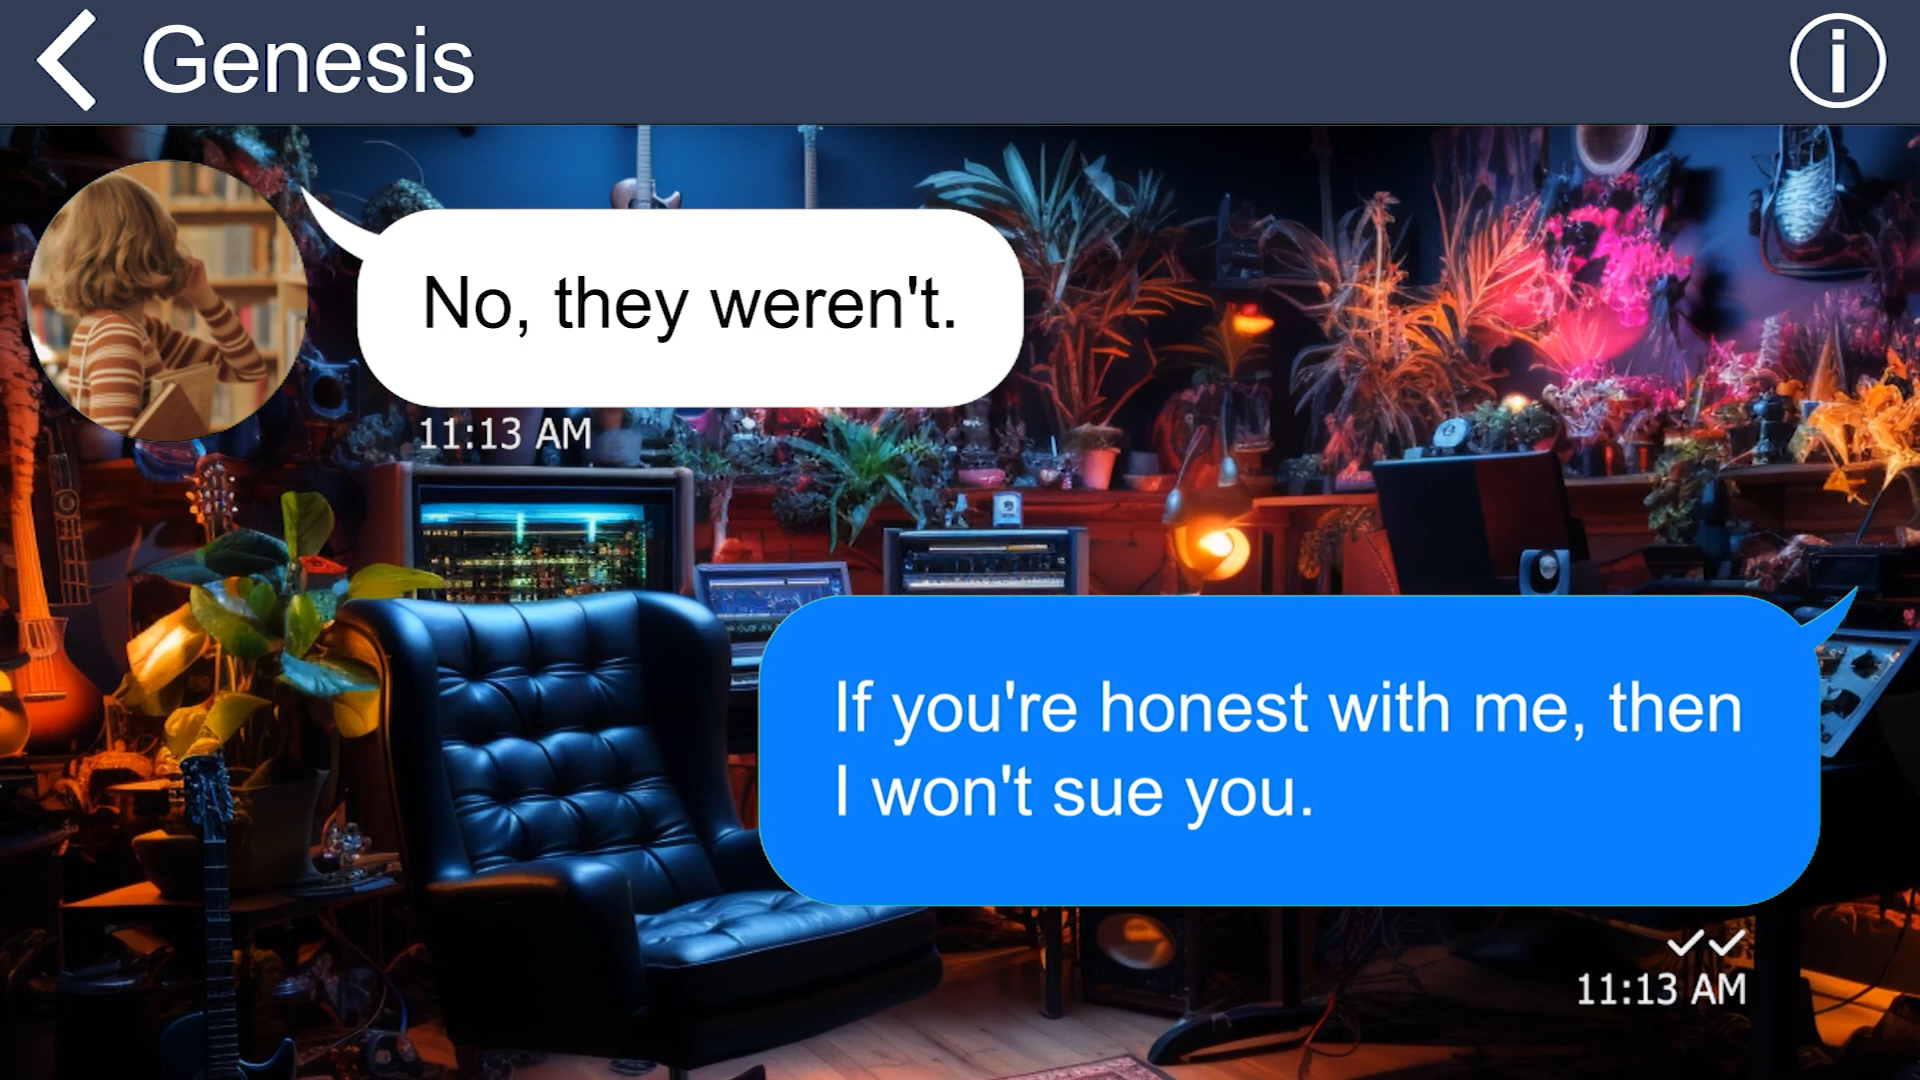 Genesis
No, they weren't.
11:13 AM
If you're honest with me, then
I won't sue you.
11:13 AM